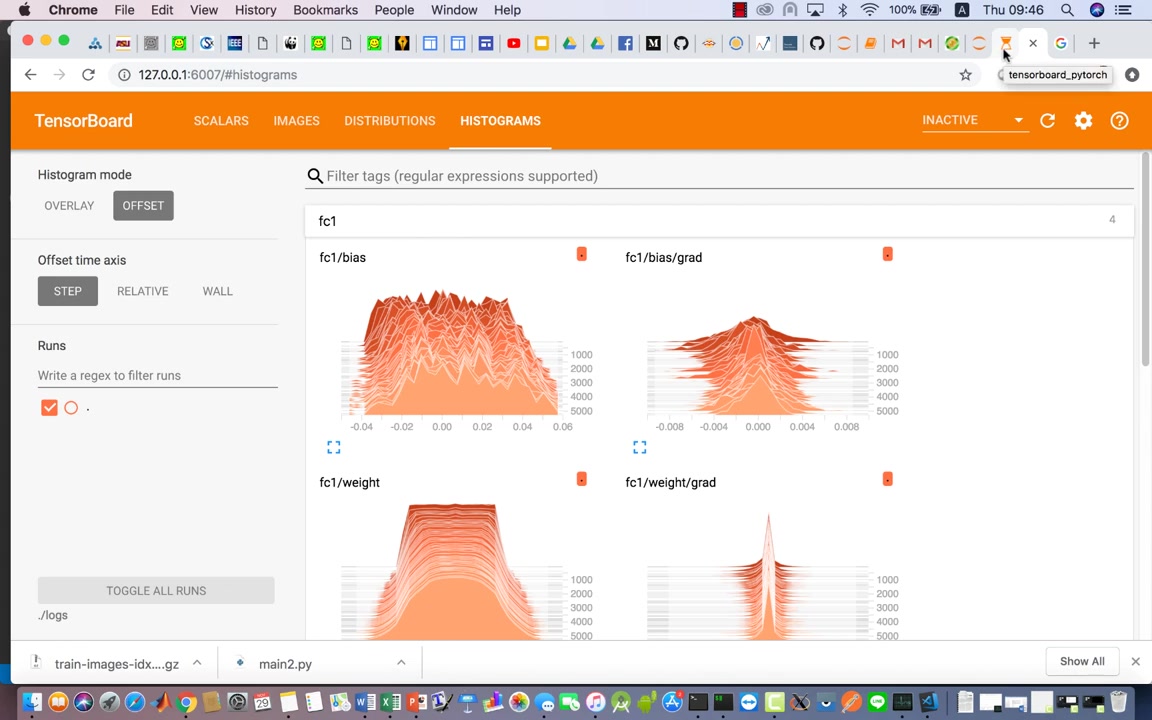 Chrome File Edit View History Bookmarks People Window Help 100% A Thu 09:46
127.0.0.1:6007/#histograms
tensorboard_pytorch
TensorBoard SCALARS IMAGES DISTRIBUTIONS HISTOGRAMS INACTIVE
Histogram mode
OVERLAY OFFSET
Offset time axis
STEP RELATIVE WALL
Runs
Write a regex to filter runs
.
TOGGLE ALL RUNS
./logs
Filter tags (regular expressions supported)
fc1 4
fc1/bias
1000
2000
3000
4000
5000
-0.04 -0.02 0.00 0.02 0.04 0.06
fc1/bias/grad
1000
2000
3000
4000
5000
-0.008 -0.004 0.000 0.004 0.008
fc1/weight
1000
2000
3000
4000
5000
fc1/weight/grad
1000
2000
3000
4000
5000
train-images-idx....gz main2.py Show All